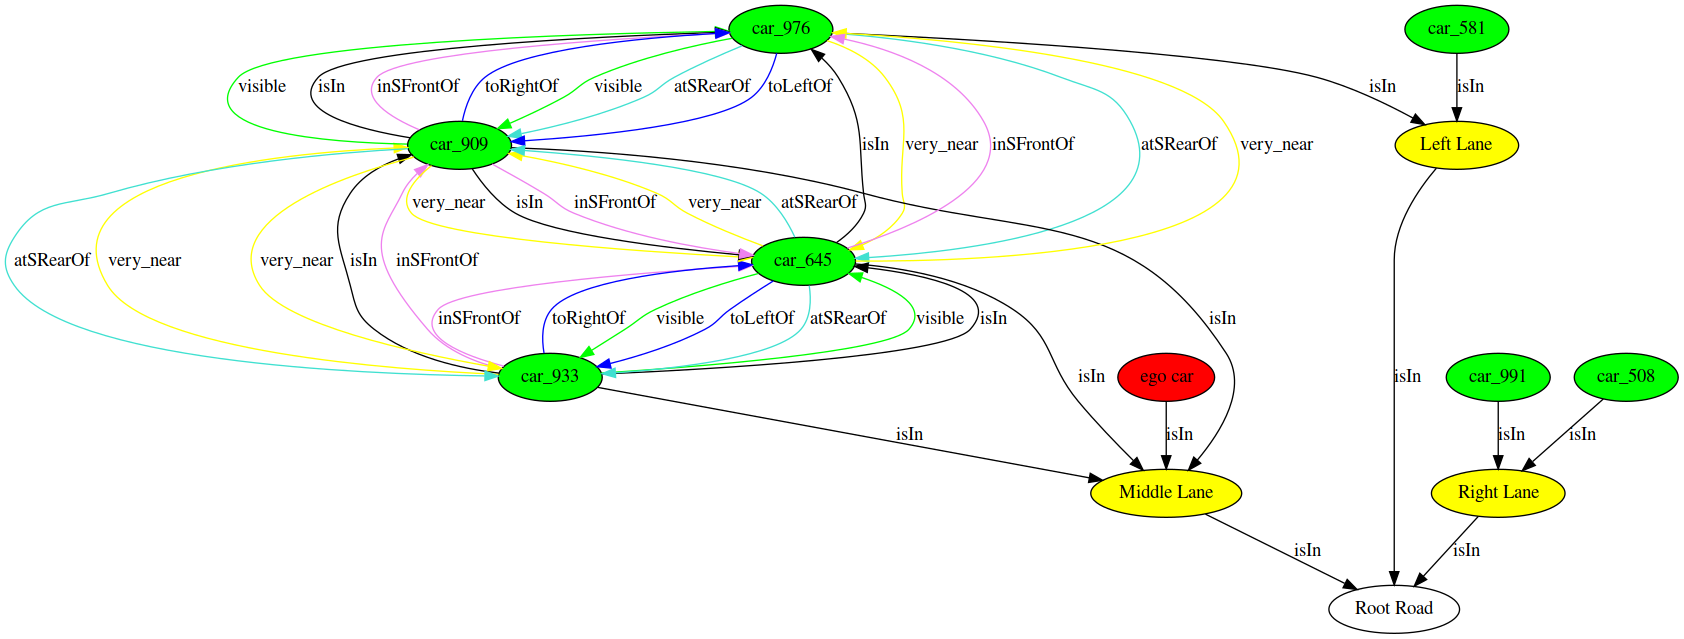 car_976
car_581
visible
isIn
inSFrontOf
toRightOf
visible
atSRearOf
toLeftOf
isIn
isIn
car_909
isIn
very_near
inSFrontOf
atSRearOf
very_near
Left Lane
very_near
isIn
inSFrontOf
very_near
atSRearOf
atSRearOf
very_near
very_near
isIn
inSFrontOf
car_645
inSFrontOf
toRightOf
visible
toLeftOf
atSRearOf
visible
isIn
isIn
car_933
isIn
ego car
isIn
car_991
car_508
isIn
isIn
isIn
isIn
Middle Lane
Right Lane
isIn
isIn
Root Road